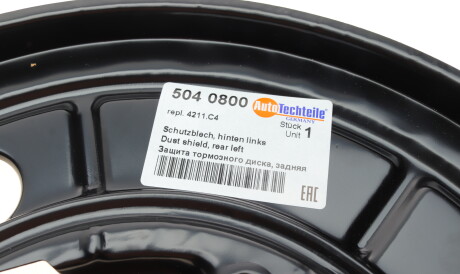 504 0800
AutoTechteile
GERMANY
repl. 4211.C4
Stück
Unit 1
Schutzblech, hinten links
Dust shield, rear left
Защита тормозного диска, задняя
EAC